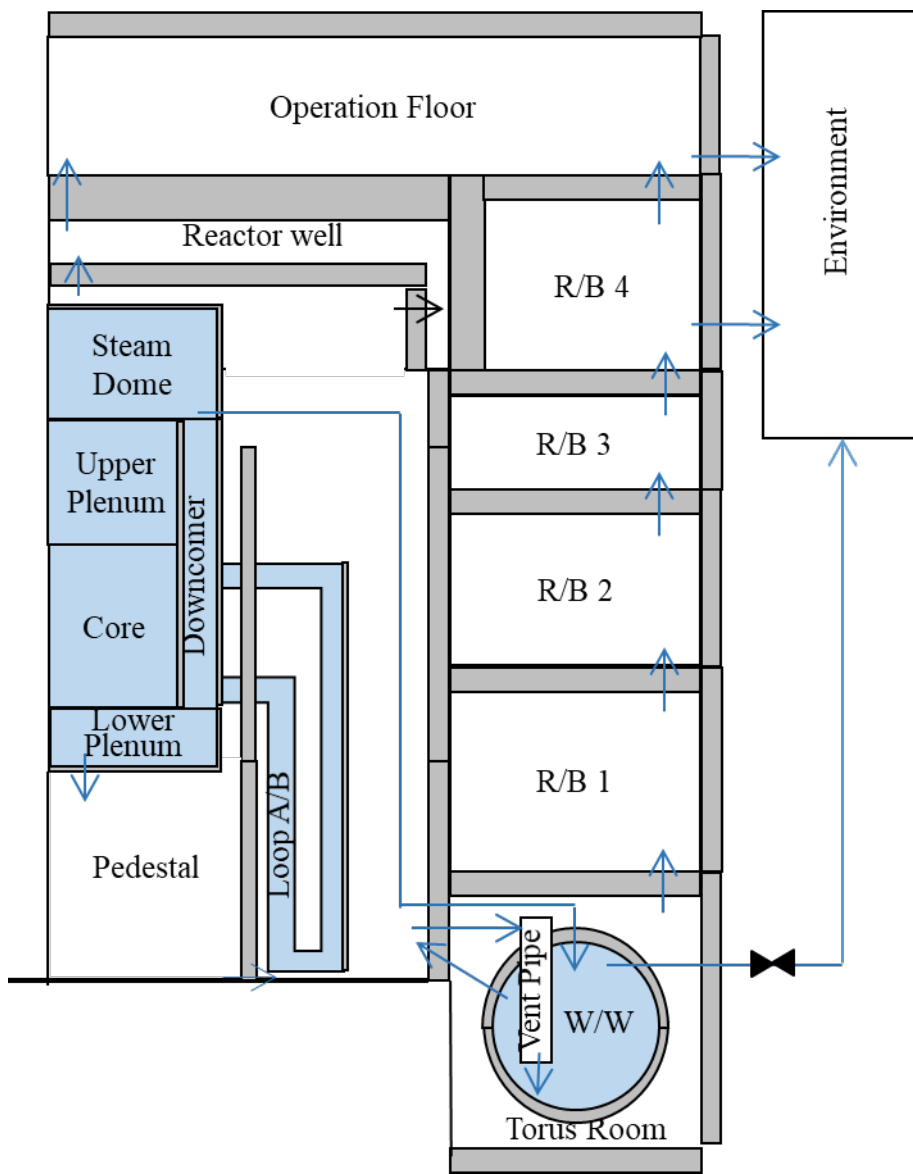 Operation Floor
Environment
Reactor well
R/B 4
Steam
Dome
R/B 3
Upper
Plenum
Downcomer
R/B 2
Core
Lower
Plenum
R/B 1
Loop A/B
Pedestal
Vent Pipe
W/W
Torus Room